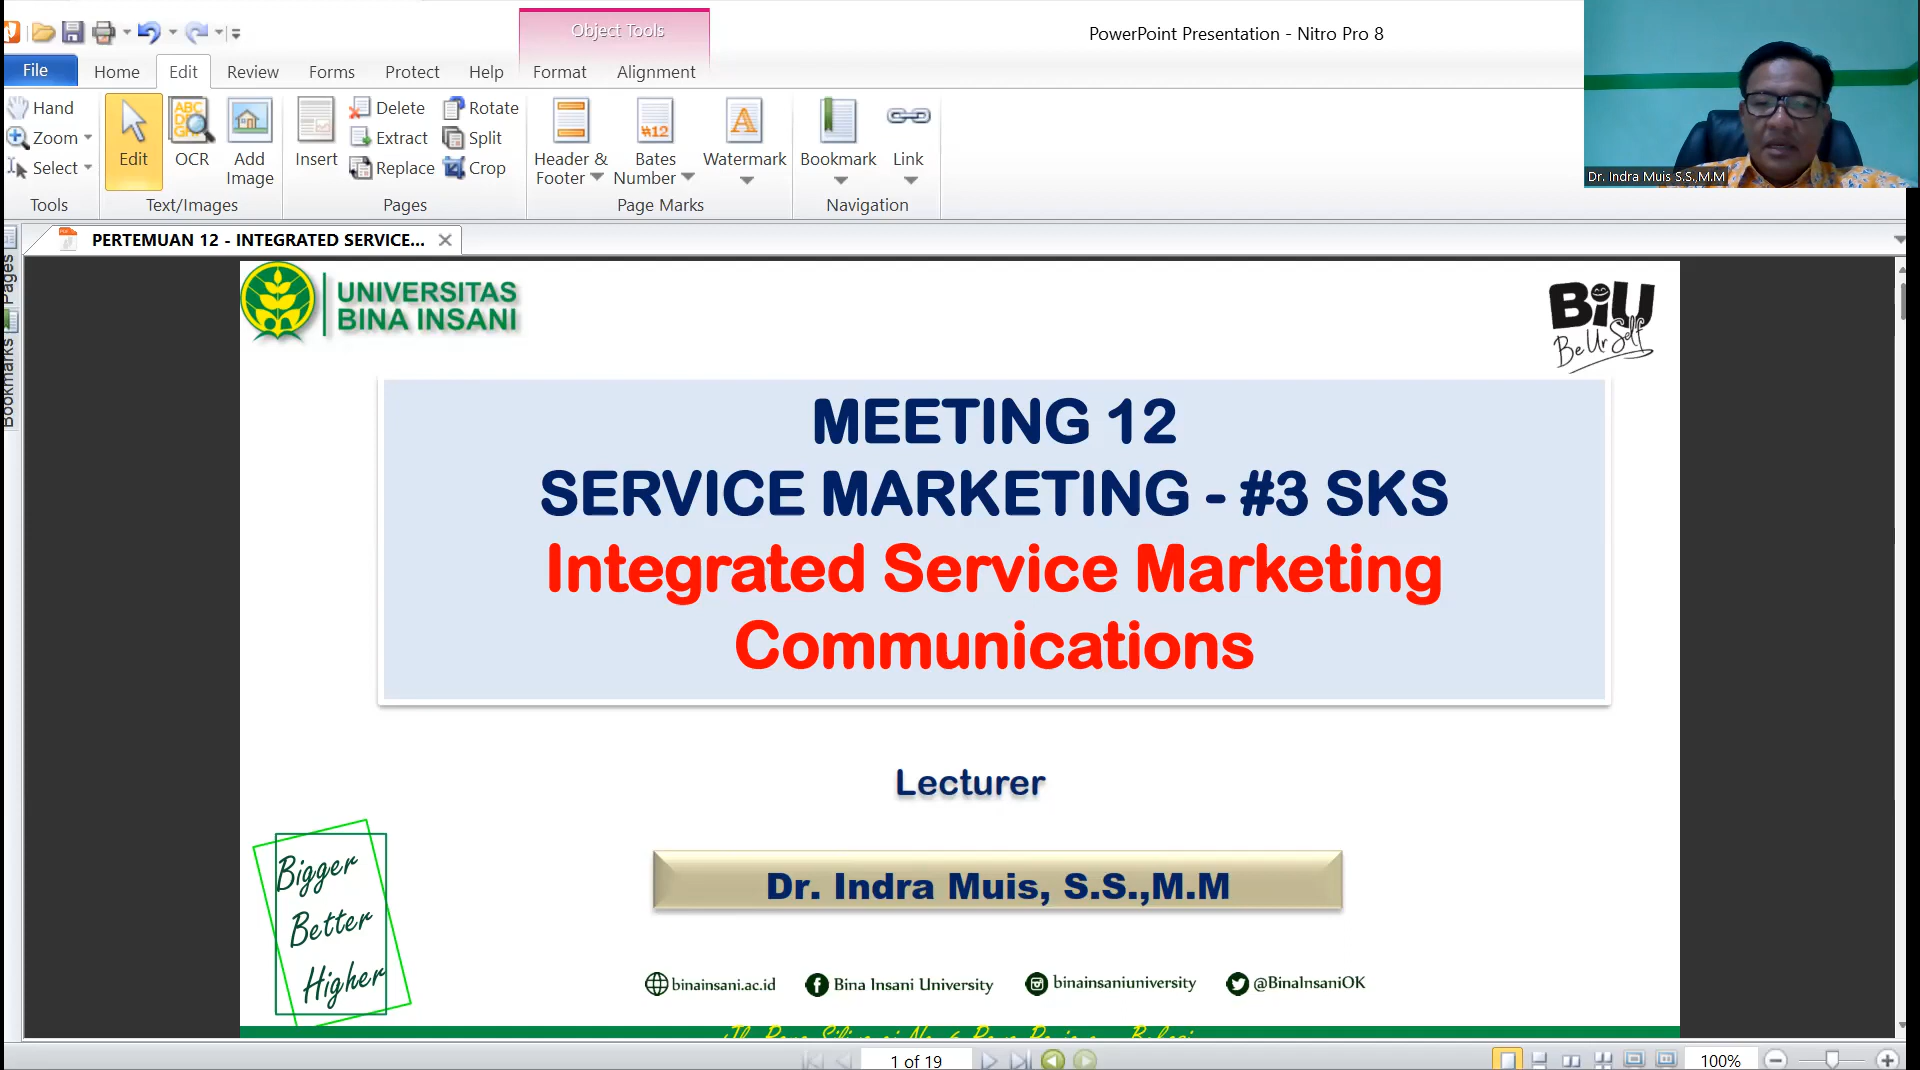 Object Tools
PowerPoint Presentation - Nitro Pro 8
File
Home
Edit
Review
Forms
Protect
Help
Format
Alignment
Hand
Zoom
Select
Tools
Edit
OCR
Add
Image
Text/Images
Insert
Delete
Extract
Replace
Rotate
Split
Crop
Pages
Header &
Footer
Bates
Number
Watermark
Page Marks
Bookmark
Link
Navigation
Dr. Indra Muis S.S.,M.M
PERTEMUAN 12 - INTEGRATED SERVICE...
Pages
Bookmarks
UNIVERSITAS
BINA INSANI
BiU
Be Ur Self
MEETING 12
SERVICE MARKETING - #3 SKS
Integrated Service Marketing
Communications
Lecturer
Dr. Indra Muis, S.S.,M.M
Bigger
Better
Higher
binainsani.ac.id
Bina Insani University
binainsaniuniversity
@BinaInsaniOK
1 of 19
100%